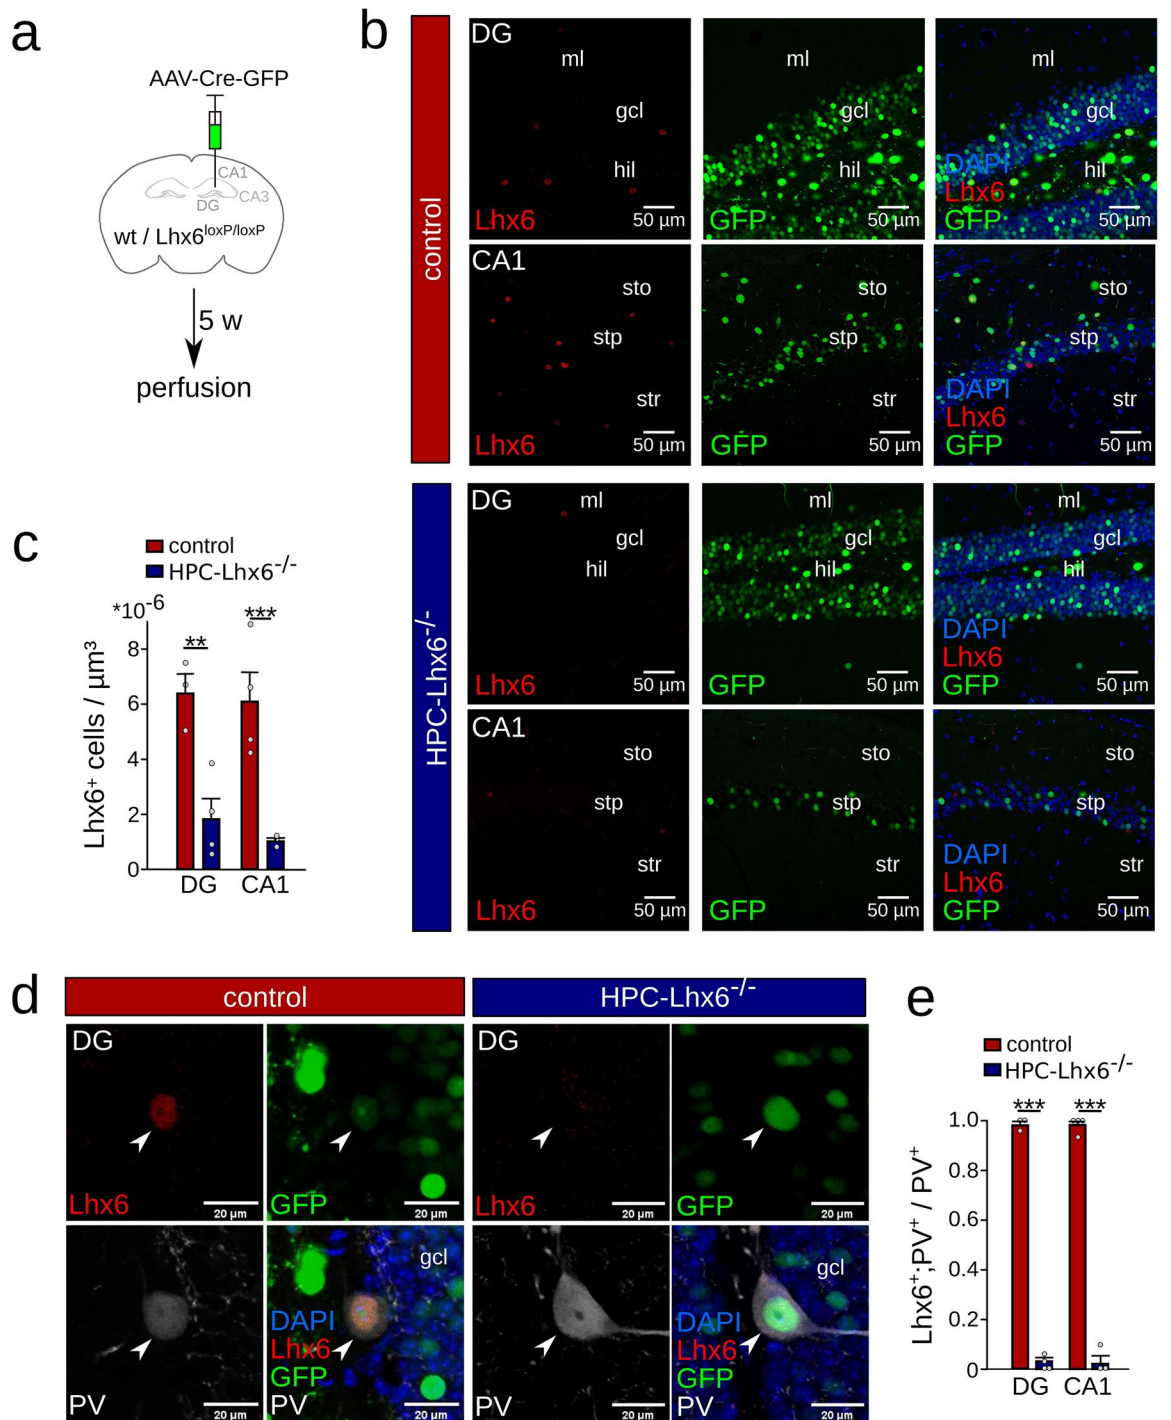 a
AAV-Cre-GFP
CA1
CA3
DG
wt / Lhx6loxP/loxP
5 w
perfusion
b
control
DG
ml
gcl
hil
Lhx6
50 µm
ml
gcl
hil
GFP
50 µm
ml
gcl
hil
DAPI
Lhx6
GFP
50 µm
CA1
sto
stp
str
Lhx6
50 µm
sto
stp
str
GFP
50 µm
sto
stp
str
DAPI
Lhx6
GFP
50 µm
HPC-Lhx6-/-
DG
ml
gcl
hil
Lhx6
50 µm
ml
gcl
hil
GFP
50 µm
ml
gcl
hil
DAPI
Lhx6
GFP
50 µm
CA1
sto
stp
str
Lhx6
50 µm
sto
stp
str
GFP
50 µm
sto
stp
str
DAPI
Lhx6
GFP
50 µm
c
control
HPC-Lhx6-/-
*10-6
Lhx6+ cells / µm³
8
6
4
2
0
**
***
DG CA1
d
control
HPC-Lhx6-/-
DG
Lhx6
20 µm
GFP
20 µm
DG
Lhx6
20 µm
GFP
20 µm
PV
20 µm
gcl
DAPI
Lhx6
GFP
PV
20 µm
20 µm
gcl
DAPI
Lhx6
GFP
PV
20 µm
e
control
HPC-Lhx6-/-
Lhx6+;PV+ / PV+
1.0
0.8
0.6
0.4
0.2
0
***
***
DG CA1